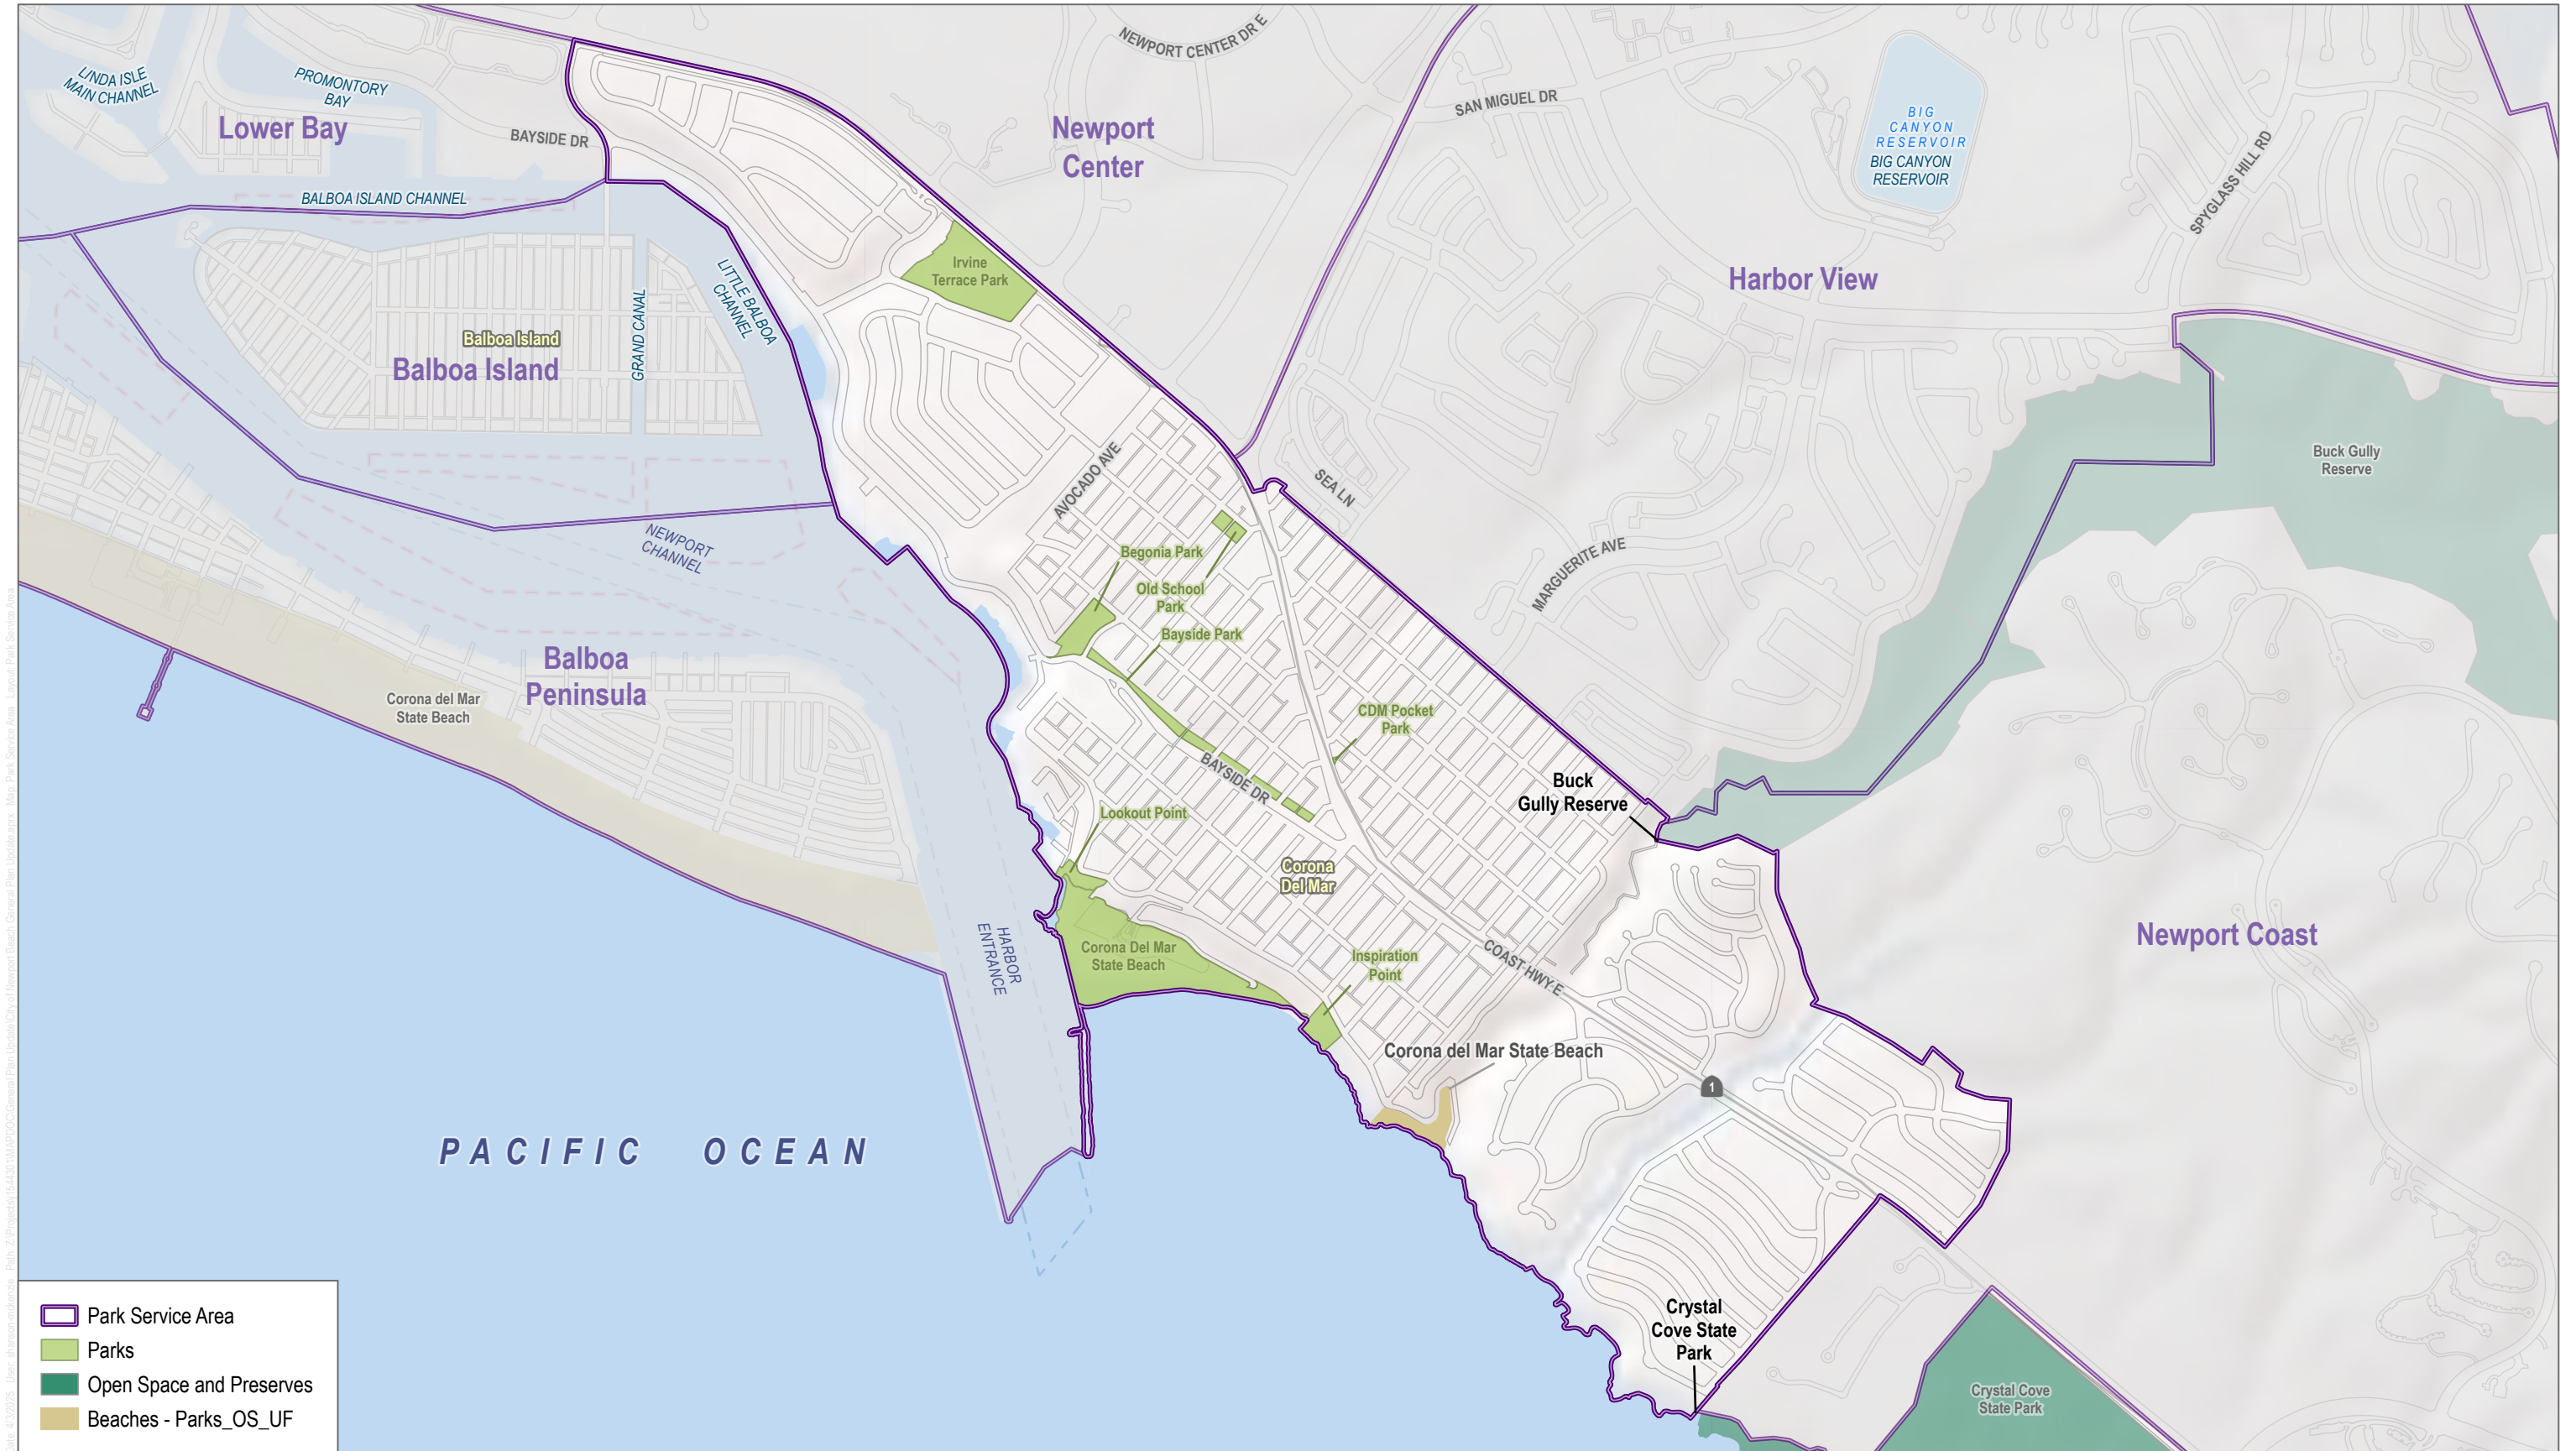 NEWPORT CENTER DR E
LINDA ISLE
MAIN CHANNEL
PROMONTORY
BAY
Lower Bay
BAYSIDE DR
Newport
Center
SAN MIGUEL DR
BIG
CANYON
RESERVOIR
BIG CANYON
RESERVOIR
SPYGLASS HILL RD
BALBOA ISLAND CHANNEL
Irvine
Terrace Park
LITTLE BALBOA
CHANNEL
GRAND CANAL
Harbor View
Balboa Island
Balboa Island
AVOCADO AVE
SEA LN
Buck Gully
Reserve
NEWPORT
CHANNEL
Begonia Park
Old School
Park
MARGUERITE AVE
Bayside Park
Balboa
Peninsula
Corona del Mar
State Beach
CDM Pocket
Park
BAYSIDE DR
Buck
Gully Reserve
Lookout Point
Corona
Del Mar
Newport Coast
HARBOR
ENTRANCE
Corona Del Mar
State Beach
Inspiration
Point
COAST HWY E
Corona del Mar State Beach
1
PACIFIC OCEAN
Crystal
Cove State
Park
Crystal Cove
State Park
Park Service Area
Parks
Open Space and Preserves
Beaches - Parks_OS_UF